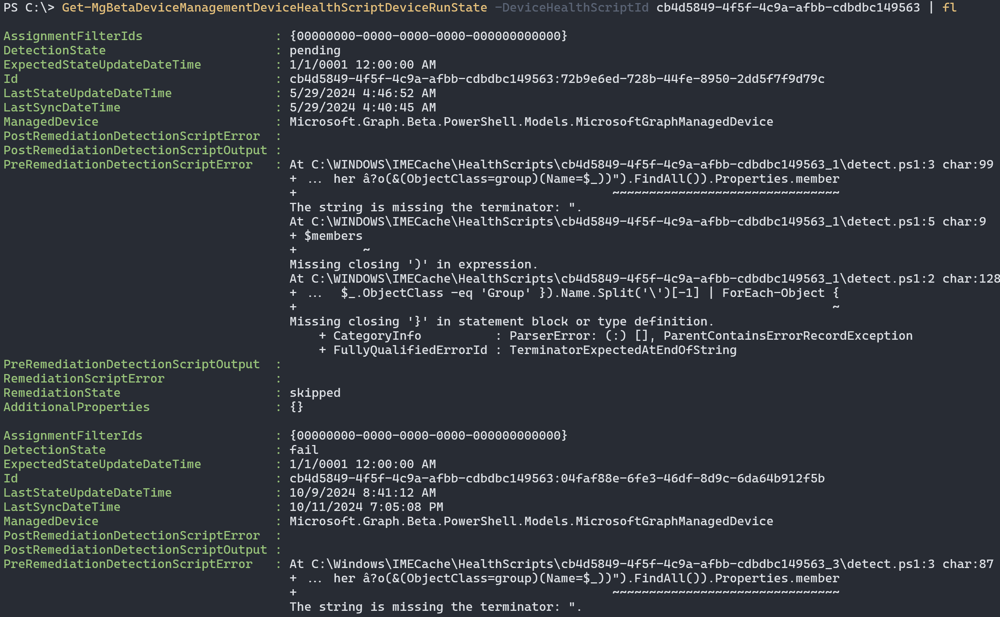 PS C:\> Get-MgBetaDeviceManagementDeviceHealthScriptDeviceRunState -DeviceHealthScriptId cb4d5849-4f5f-4c9a-afbb-cdbdbc149563 | fl
AssignmentFilterIds : {00000000-0000-0000-0000-000000000000}
DetectionState : pending
ExpectedStateUpdateDateTime : 1/1/0001 12:00:00 AM
Id : cb4d5849-4f5f-4c9a-afbb-cdbdbc149563:72b9e6ed-728b-44fe-8950-2dd5f7f9d79c
LastStateUpdateDateTime : 5/29/2024 4:46:52 AM
LastSyncDateTime : 5/29/2024 4:40:45 AM
ManagedDevice : Microsoft.Graph.Beta.PowerShell.Models.MicrosoftGraphManagedDevice
PostRemediationDetectionScriptError :
PostRemediationDetectionScriptOutput :
PreRemediationDetectionScriptError : At C:\WINDOWS\IMECache\HealthScripts\cb4d5849-4f5f-4c9a-afbb-cdbdbc149563_1\detect.ps1:3 char:99
+ ... her â?o(&(ObjectClass=group)(Name=$_))").FindAll()).Properties.member
+ ~~~~~~~~~~~~~~~~~~~~~~~~~~~~~~~
The string is missing the terminator: ".
At C:\WINDOWS\IMECache\HealthScripts\cb4d5849-4f5f-4c9a-afbb-cdbdbc149563_1\detect.ps1:5 char:9
+ $members
+ ~
Missing closing ')' in expression.
At C:\WINDOWS\IMECache\HealthScripts\cb4d5849-4f5f-4c9a-afbb-cdbdbc149563_1\detect.ps1:2 char:128
+ ... $_.ObjectClass -eq 'Group' }).Name.Split('\')[-1] | ForEach-Object {
+ ~
Missing closing '}' in statement block or type definition.
+ CategoryInfo : ParserError: (:) [], ParentContainsErrorRecordException
+ FullyQualifiedErrorId : TerminatorExpectedAtEndOfString
PreRemediationDetectionScriptOutput :
RemediationScriptError :
RemediationState : skipped
AdditionalProperties : {}
AssignmentFilterIds : {00000000-0000-0000-0000-000000000000}
DetectionState : fail
ExpectedStateUpdateDateTime : 1/1/0001 12:00:00 AM
Id : cb4d5849-4f5f-4c9a-afbb-cdbdbc149563:04faf88e-6fe3-46df-8d9c-6da64b912f5b
LastStateUpdateDateTime : 10/9/2024 8:41:12 AM
LastSyncDateTime : 10/11/2024 7:05:08 PM
ManagedDevice : Microsoft.Graph.Beta.PowerShell.Models.MicrosoftGraphManagedDevice
PostRemediationDetectionScriptError :
PostRemediationDetectionScriptOutput :
PreRemediationDetectionScriptError : At C:\Windows\IMECache\HealthScripts\cb4d5849-4f5f-4c9a-afbb-cdbdbc149563_3\detect.ps1:3 char:87
+ ... her â?o(&(ObjectClass=group)(Name=$_))").FindAll()).Properties.member
+ ~~~~~~~~~~~~~~~~~~~~~~~~~~~~~~~
The string is missing the terminator: ".